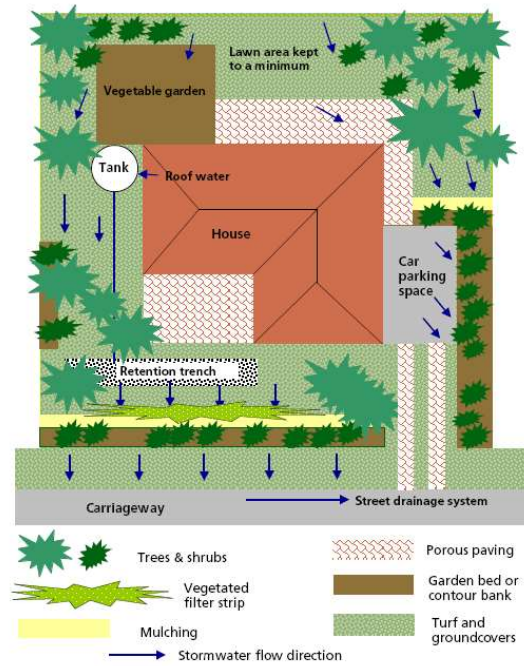 Lawn area kept
to a minimum
Vegetable garden
Tank
Roof water
House
Car
parking
space
Retention trench
Street drainage system
Carriageway
Trees & shrubs
Porous paving
Vegetated
filter strip
Garden bed or
contour bank
Mulching
Turf and
groundcovers
Stormwater flow direction